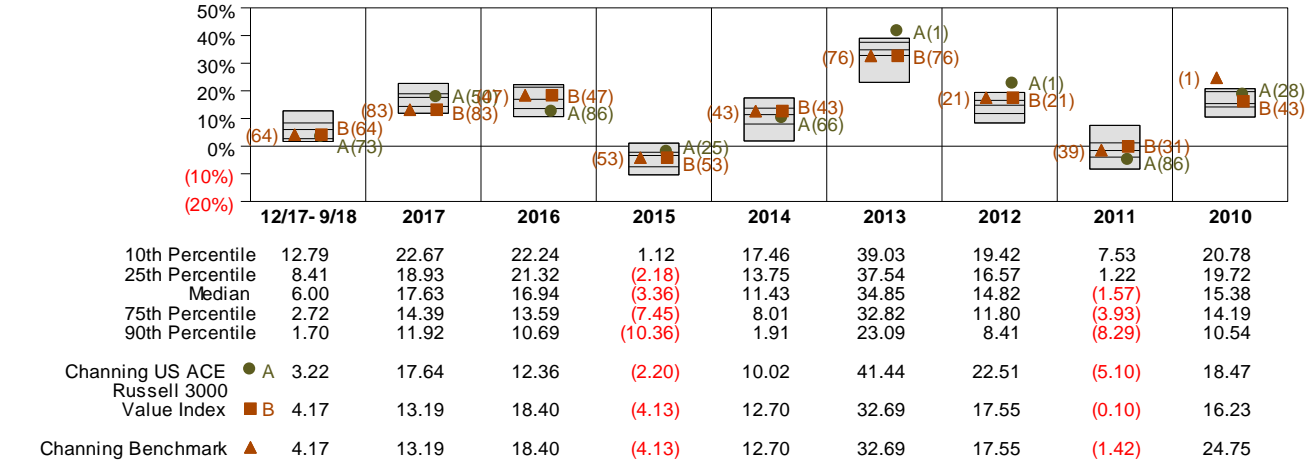 50%
40%
30%
20%
10%
0%
(10%)
(20%)
(64)
B(64)
A(73)
(83)
A(50)
B(83)
(47)
B(47)
A(86)
(53)
A(25)
B(53)
(43)
B(43)
A(66)
(76)
A(1)
B(76)
(21)
A(1)
B(21)
(39)
B(31)
A(86)
(1)
A(28)
B(43)
12/17- 9/18 2017 2016 2015 2014 2013 2012 2011 2010
10th Percentile 12.79 22.67 22.24 1.12 17.46 39.03 19.42 7.53 20.78
25th Percentile 8.41 18.93 21.32 (2.18) 13.75 37.54 16.57 1.22 19.72
Median 6.00 17.63 16.94 (3.36) 11.43 34.85 14.82 (1.57) 15.38
75th Percentile 2.72 14.39 13.59 (7.45) 8.01 32.82 11.80 (3.93) 14.19
90th Percentile 1.70 11.92 10.69 (10.36) 1.91 23.09 8.41 (8.29) 10.54
Channing US ACE A 3.22 17.64 12.36 (2.20) 10.02 41.44 22.51 (5.10) 18.47
Russell 3000
Value Index B 4.17 13.19 18.40 (4.13) 12.70 32.69 17.55 (0.10) 16.23
Channing Benchmark 4.17 13.19 18.40 (4.13) 12.70 32.69 17.55 (1.42) 24.75